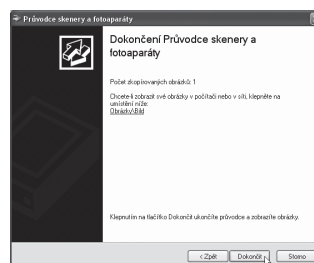 Průvodce skenery a fotoaparáty
Dokončení Průvodce skenery a
fotoaparáty
Počet zkopírovaných obrázků: 1
Chcete-li zobrazit své obrázky v počítači nebo v síti, klepněte na
umístění níže:
Obrázky\Bild
Klepnutím na tlačítko Dokončit ukončíte průvodce a zobrazíte obrázky.
< Zpět
Dokončit
Storno